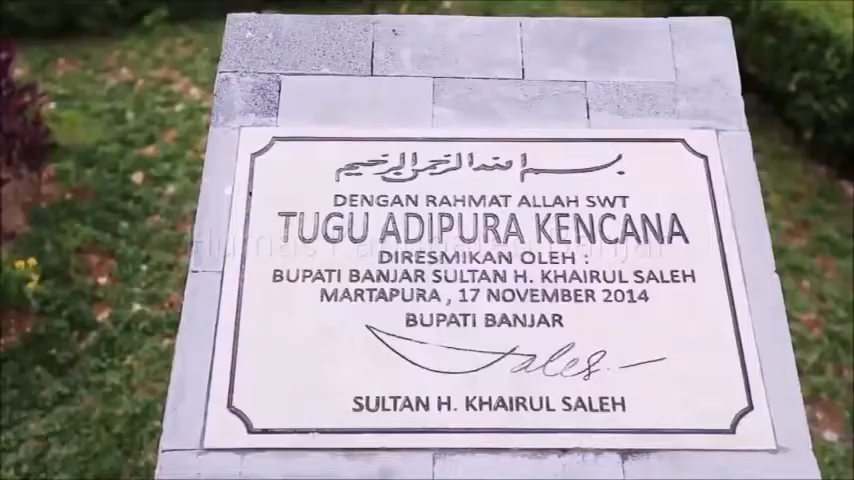 بسم الله الرحمن الرحيم
DENGAN RAHMAT ALLAH SWT
TUGU ADIPURA KENCANA
DIRESMIKAN OLEH :
BUPATI BANJAR SULTAN H. KHAIRUL SALEH
MARTAPURA, 17 NOVEMBER 2014
BUPATI BANJAR
Saleh
SULTAN H. KHAIRUL SALEH